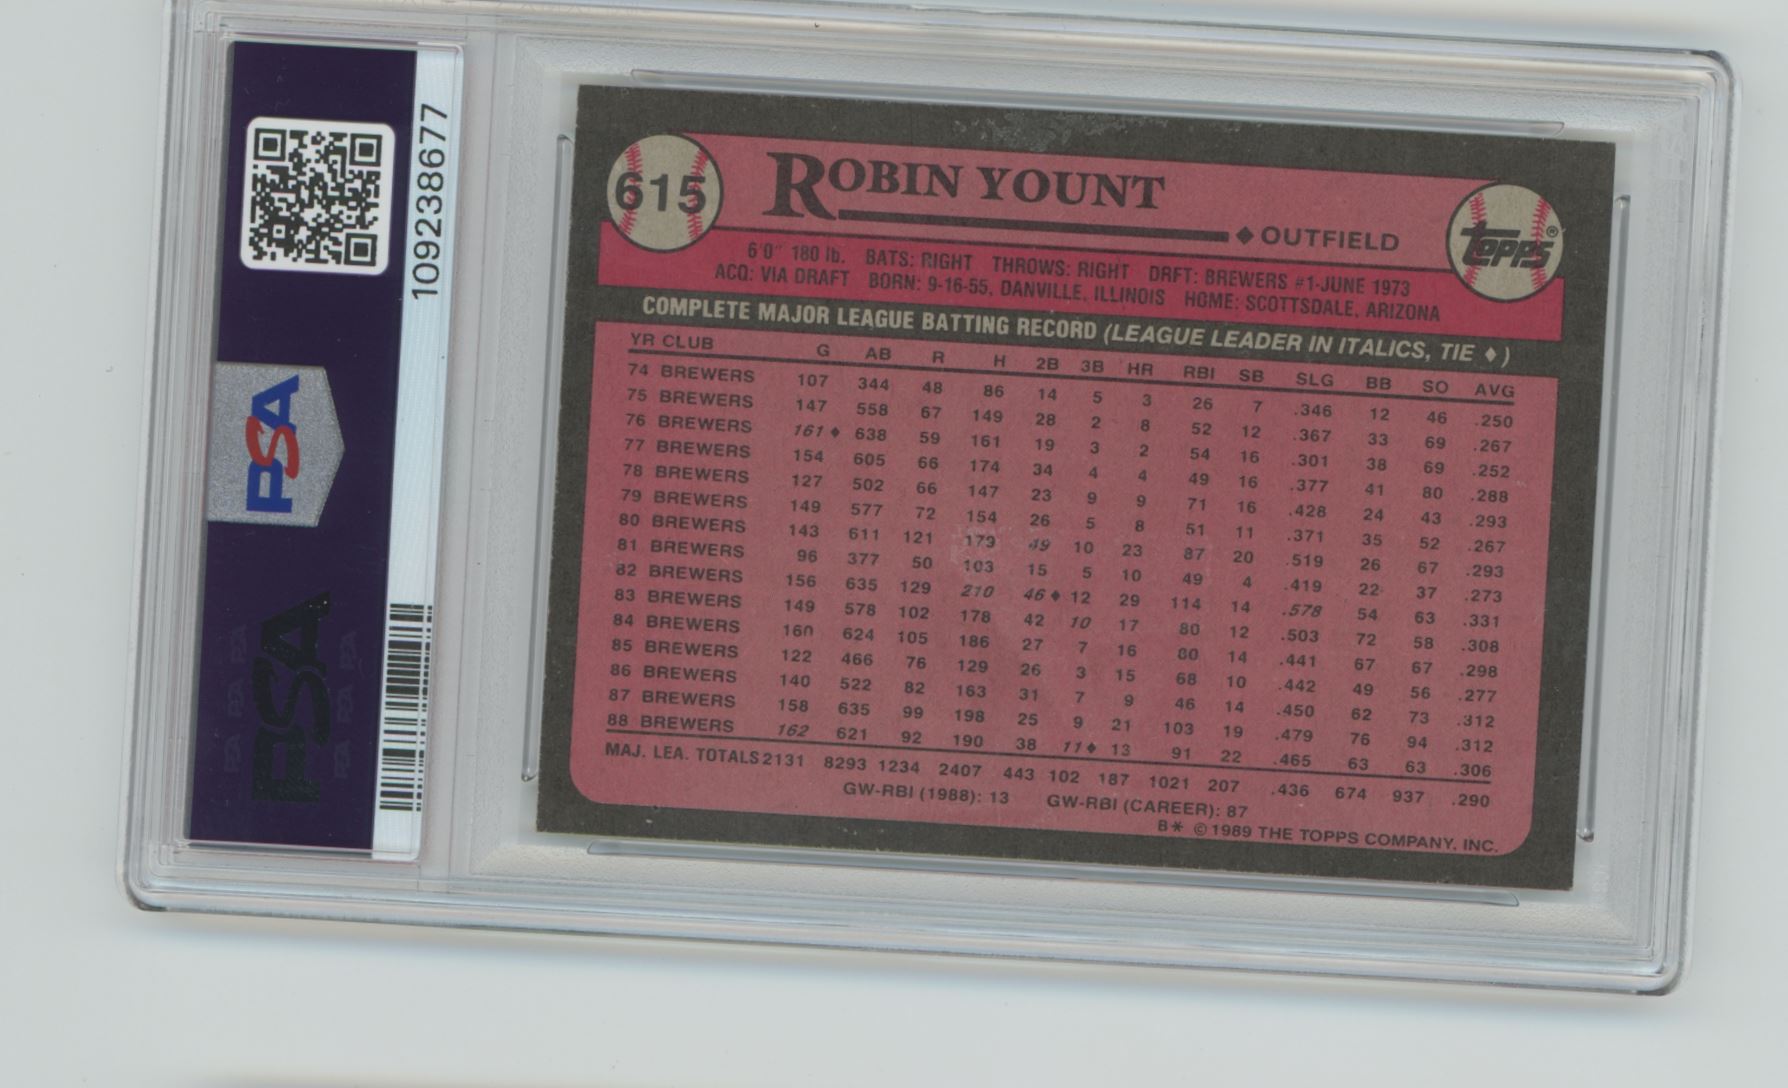 109238677
PSA
PSA
615
ROBIN YOUNT
◆ OUTFIELD
TOPPS®
6'0" 180 lb. BATS: RIGHT THROWS: RIGHT DRFT: BREWERS #1-JUNE 1973
ACQ: VIA DRAFT BORN: 9-16-55, DANVILLE, ILLINOIS HOME: SCOTTSDALE, ARIZONA
COMPLETE MAJOR LEAGUE BATTING RECORD (LEAGUE LEADER IN ITALICS, TIE ♦)
YR CLUB G AB R H 2B 3B HR RBI SB SLG BB SO AVG
74 BREWERS 107 344 48 86 14 5 3 26 7 .346 12 46 .250
75 BREWERS 147 558 67 149 28 2 8 52 12 .367 33 69 .267
76 BREWERS 161♦ 638 59 161 19 3 2 54 16 .301 38 69 .252
77 BREWERS 154 605 66 174 34 4 4 49 16 .377 41 80 .288
78 BREWERS 127 502 66 147 23 9 9 71 16 .428 24 43 .293
79 BREWERS 149 577 72 154 26 5 8 51 11 .371 35 52 .267
80 BREWERS 143 611 121 179 49 10 23 87 20 .519 26 67 .293
81 BREWERS 96 377 50 103 15 5 10 49 4 .419 22 37 .273
82 BREWERS 156 635 129 210 46♦ 12 29 114 14 .578 54 63 .331
83 BREWERS 149 578 102 178 42 10 17 80 12 .503 72 58 .308
84 BREWERS 160 624 105 186 27 7 16 80 14 .441 67 67 .298
85 BREWERS 122 466 76 129 26 3 15 68 10 .442 49 56 .277
86 BREWERS 140 522 82 163 31 7 9 46 14 .450 62 73 .312
87 BREWERS 158 635 99 198 25 9 21 103 19 .479 76 94 .312
88 BREWERS 162 621 92 190 38 11♦ 13 91 22 .465 63 63 .306
MAJ. LEA. TOTALS 2131 8293 1234 2407 443 102 187 1021 207 .436 674 937 .290
GW-RBI (1988): 13 GW-RBI (CAREER): 87
B* ©1989 THE TOPPS COMPANY, INC.